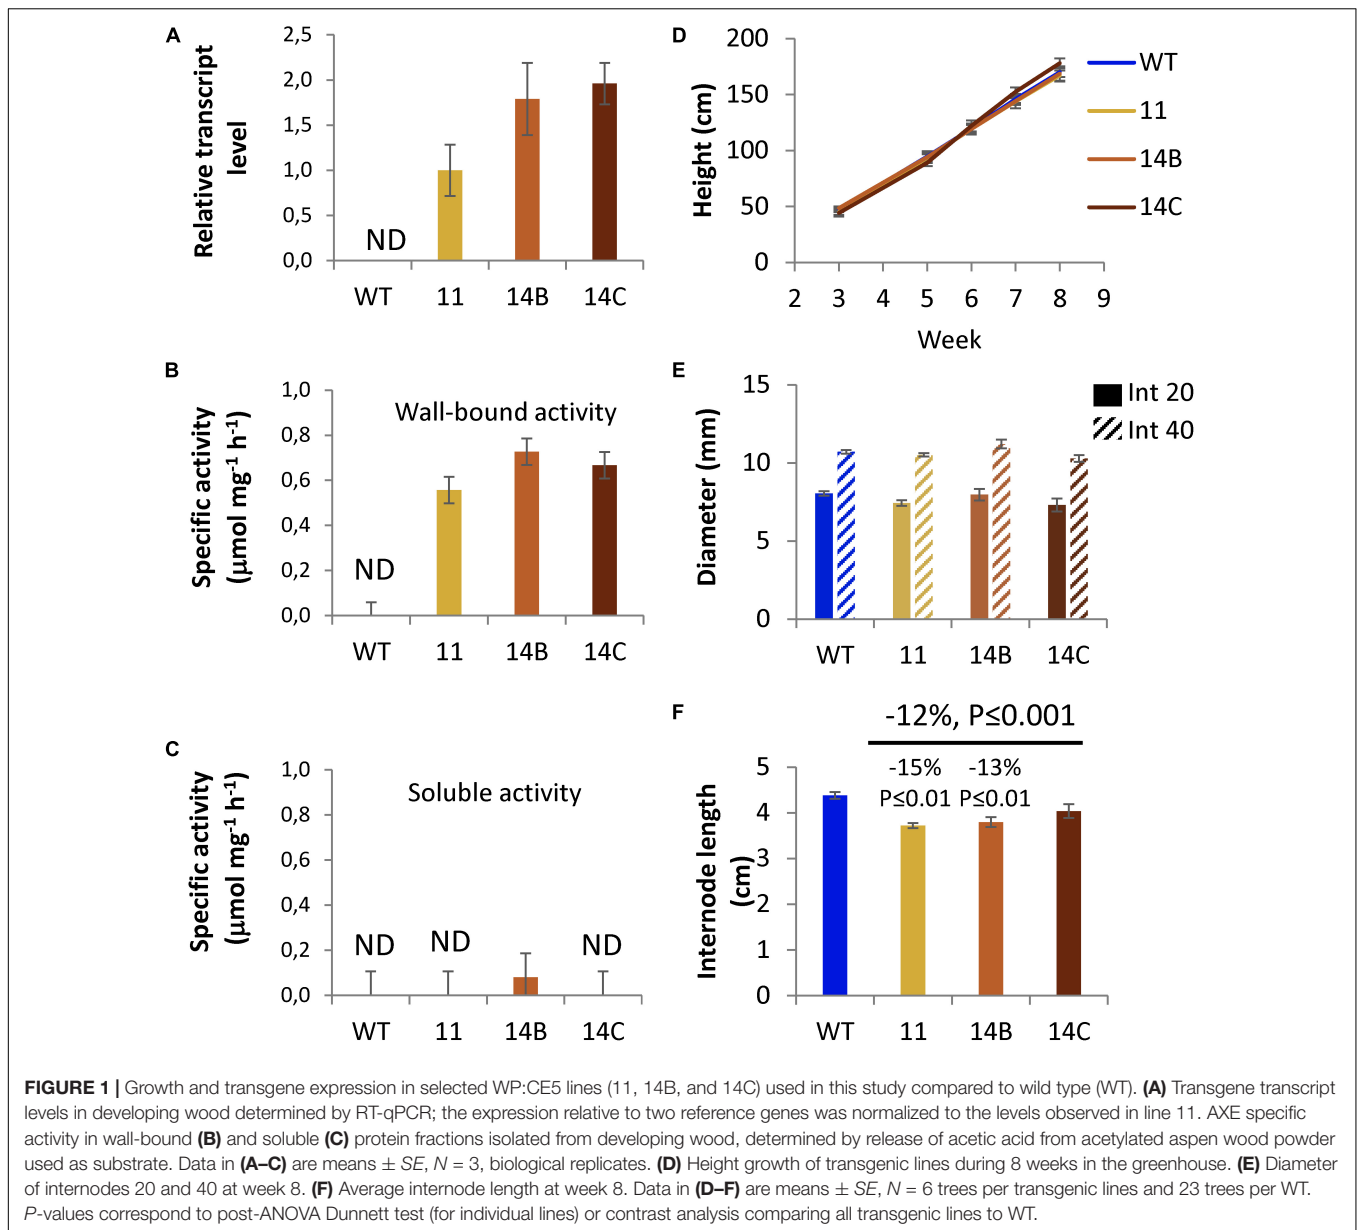 A
Relative transcript
level
2,5
2,0
1,5
1,0
0,5
0,0
ND
WT 11 14B 14C
D
Height (cm)
200
150
100
50
0
2 3 4 5 6 7 8 9
Week
WT
11
14B
14C
B
Specific activity
(µmol mg-1 h-1)
1,0
0,8
0,6
0,4
0,2
0,0
Wall-bound activity
ND
WT 11 14B 14C
E
Diameter (mm)
15
10
5
0
Int 20
Int 40
WT 11 14B 14C
C
Specific activity
(µmol mg-1 h-1)
1,0
0,8
0,6
0,4
0,2
0,0
Soluble activity
ND ND ND
WT 11 14B 14C
F
-12%, P≤0.001
Internode length
(cm)
5
4
3
2
1
0
-15% -13%
P≤0.01 P≤0.01
WT 11 14B 14C
FIGURE 1 | Growth and transgene expression in selected WP:CE5 lines (11, 14B, and 14C) used in this study compared to wild type (WT). (A) Transgene transcript
levels in developing wood determined by RT-qPCR; the expression relative to two reference genes was normalized to the levels observed in line 11. AXE specific
activity in wall-bound (B) and soluble (C) protein fractions isolated from developing wood, determined by release of acetic acid from acetylated aspen wood powder
used as substrate. Data in (A–C) are means ± SE, N = 3, biological replicates. (D) Height growth of transgenic lines during 8 weeks in the greenhouse. (E) Diameter
of internodes 20 and 40 at week 8. (F) Average internode length at week 8. Data in (D–F) are means ± SE, N = 6 trees per transgenic lines and 23 trees per WT.
P-values correspond to post-ANOVA Dunnett test (for individual lines) or contrast analysis comparing all transgenic lines to WT.